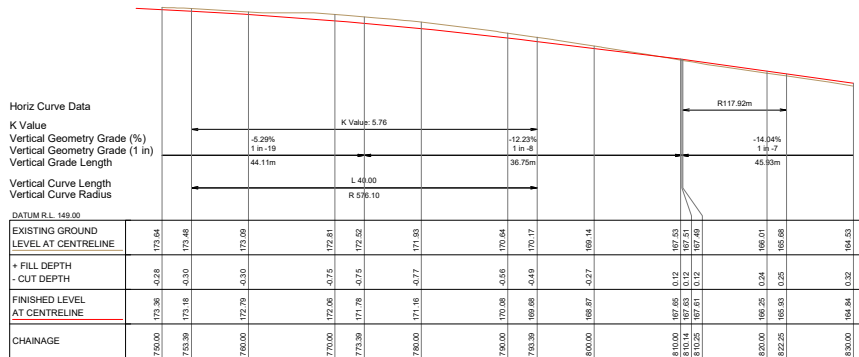 Horiz Curve Data
R117.92m
K Value
K Value: 5.76
Vertical Geometry Grade (%)
-5.29%
-12.23%
-14.04%
Vertical Geometry Grade (1 in)
1 in -19
1 in -8
1 in -7
Vertical Grade Length
44.11m
36.75m
45.93m
Vertical Curve Length
L 40.00
Vertical Curve Radius
R 576.10
DATUM R.L. 149.00
EXISTING GROUND
LEVEL AT CENTRELINE
173.64 173.48 173.09 172.81 172.52 171.93 170.64 170.17 169.14 167.53 167.51 167.49 166.01 165.68 164.53
+ FILL DEPTH
- CUT DEPTH
-0.28 -0.30 -0.30 -0.75 -0.75 -0.77 -0.56 -0.49 -0.27 0.12 0.12 0.12 0.24 0.25 0.32
FINISHED LEVEL
AT CENTRELINE
173.36 173.18 172.79 172.06 171.78 171.16 170.08 169.68 168.87 167.65 167.63 167.61 166.25 165.93 164.84
CHAINAGE
750.00 753.39 760.00 770.00 773.39 780.00 790.00 793.39 800.00 810.00 810.14 810.25 820.00 822.25 830.00